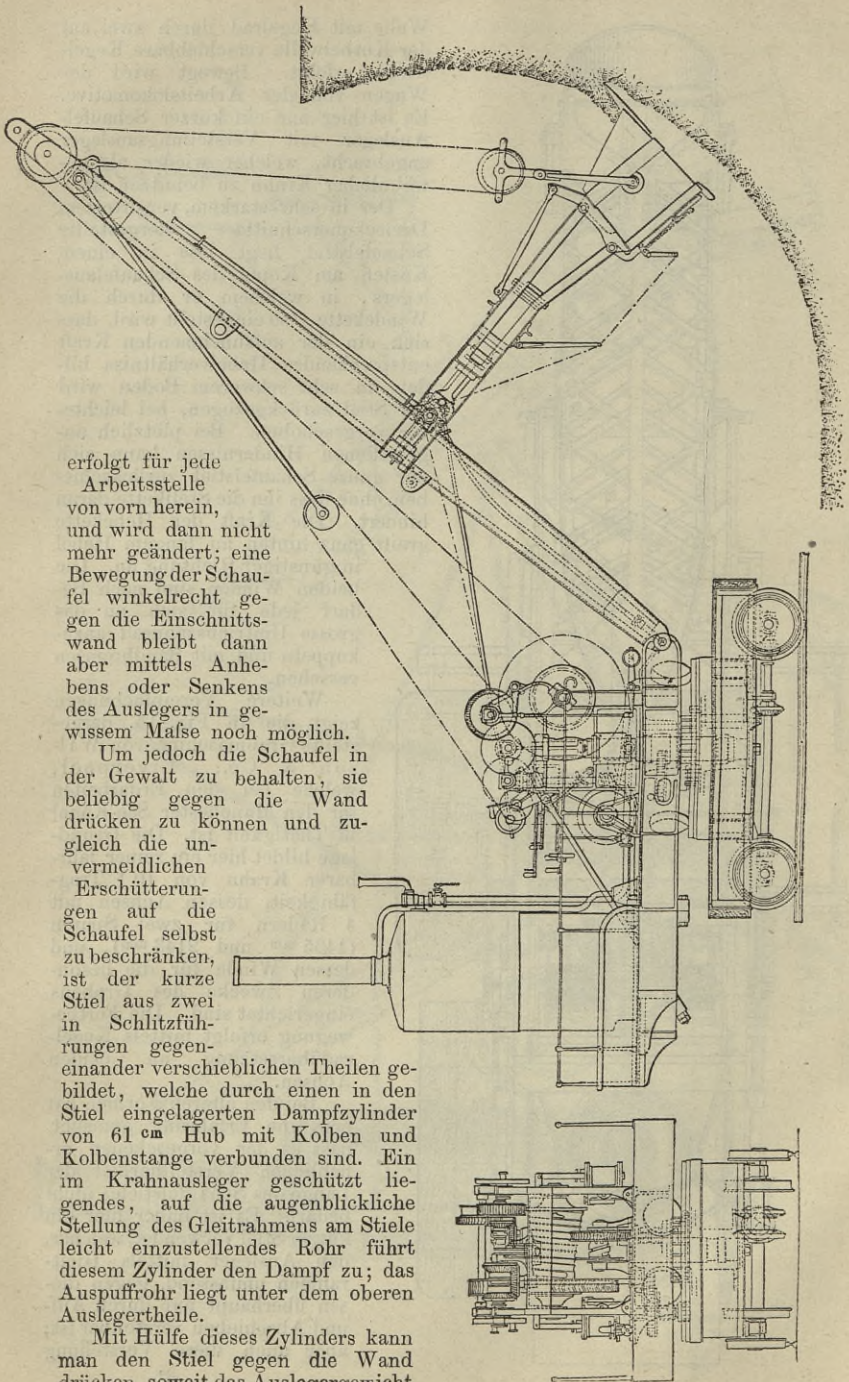 erfolgt für jede
Arbeitsstelle
von vorn herein,
und wird dann nicht
mehr geändert; eine
Bewegung der Schau-
fel winkelrecht ge-
gen die Einschnitts-
wand bleibt dann
aber mittels Anhe-
bens oder Senkens
des Auslegers in ge-
wissem Mafse noch möglich.
Um jedoch die Schaufel in
der Gewalt zu behalten, sie
beliebig gegen die Wand
drücken zu können und zu-
gleich die un-
vermeidlichen
Erschütterun-
gen auf die
Schaufel selbst
zu beschränken,
ist der kurze
Stiel aus zwei
in Schlitzfüh-
rungen gegen-
einander verschieblichen Theilen ge-
bildet, welche durch einen in den
Stiel eingelagerten Dampfzylinder
von 61 cm Hub mit Kolben und
Kolbenstange verbunden sind. Ein
im Krahnausleger geschützt lie-
gendes, auf die augenblickliche
Stellung des Gleitrahmens am Stiele
leicht einzustellendes Rohr führt
diesem Zylinder den Dampf zu; das
Auspuffrohr liegt unter dem oberen
Auslegertheile.
Mit Hülfe dieses Zylinders kann
man den Stiel gegen die Wand
drücken, soweit das Auslegergewicht